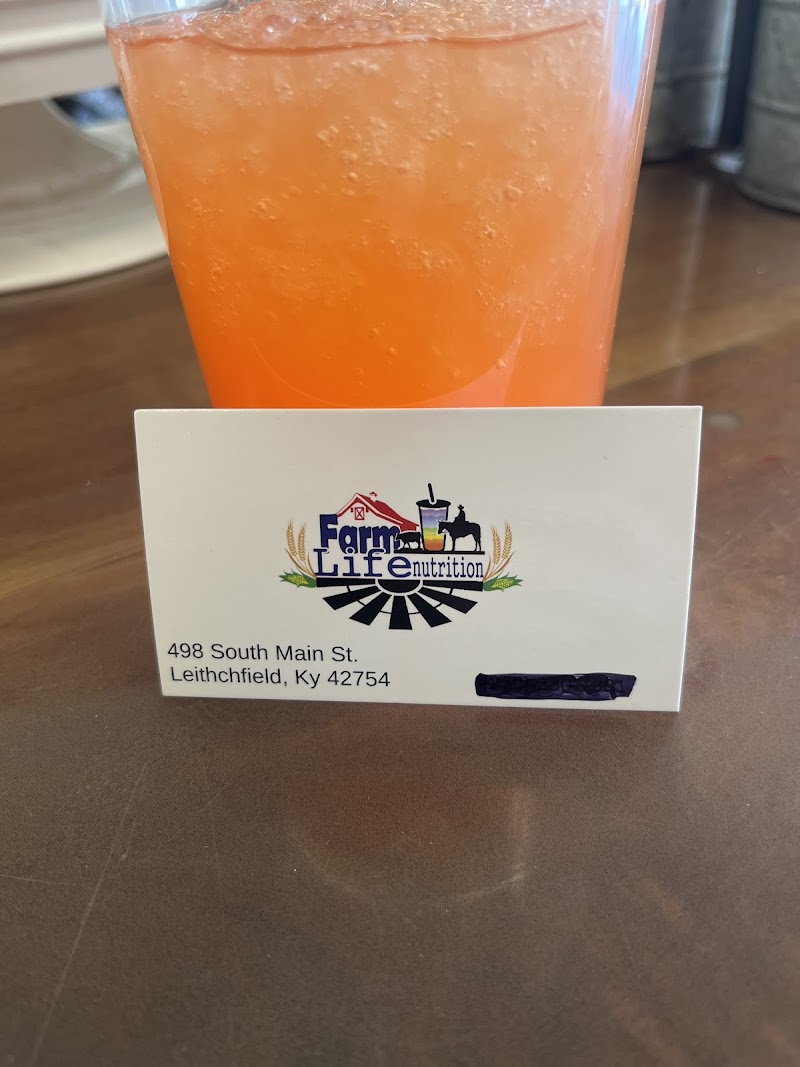 Farm
Life nutrition
498 South Main St.
Leithchfield, Ky 42754